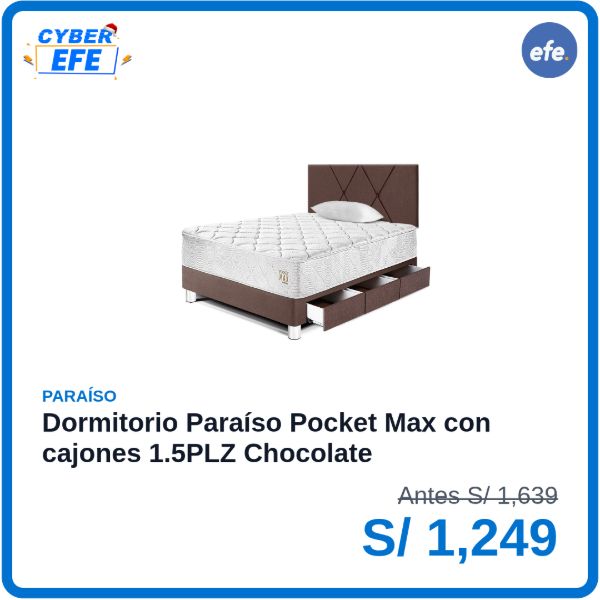 CYBER
EFE
efe.
PARAÍSO
Dormitorio Paraíso Pocket Max con
cajones 1.5PLZ Chocolate
Antes S/ 1,639
S/ 1,249